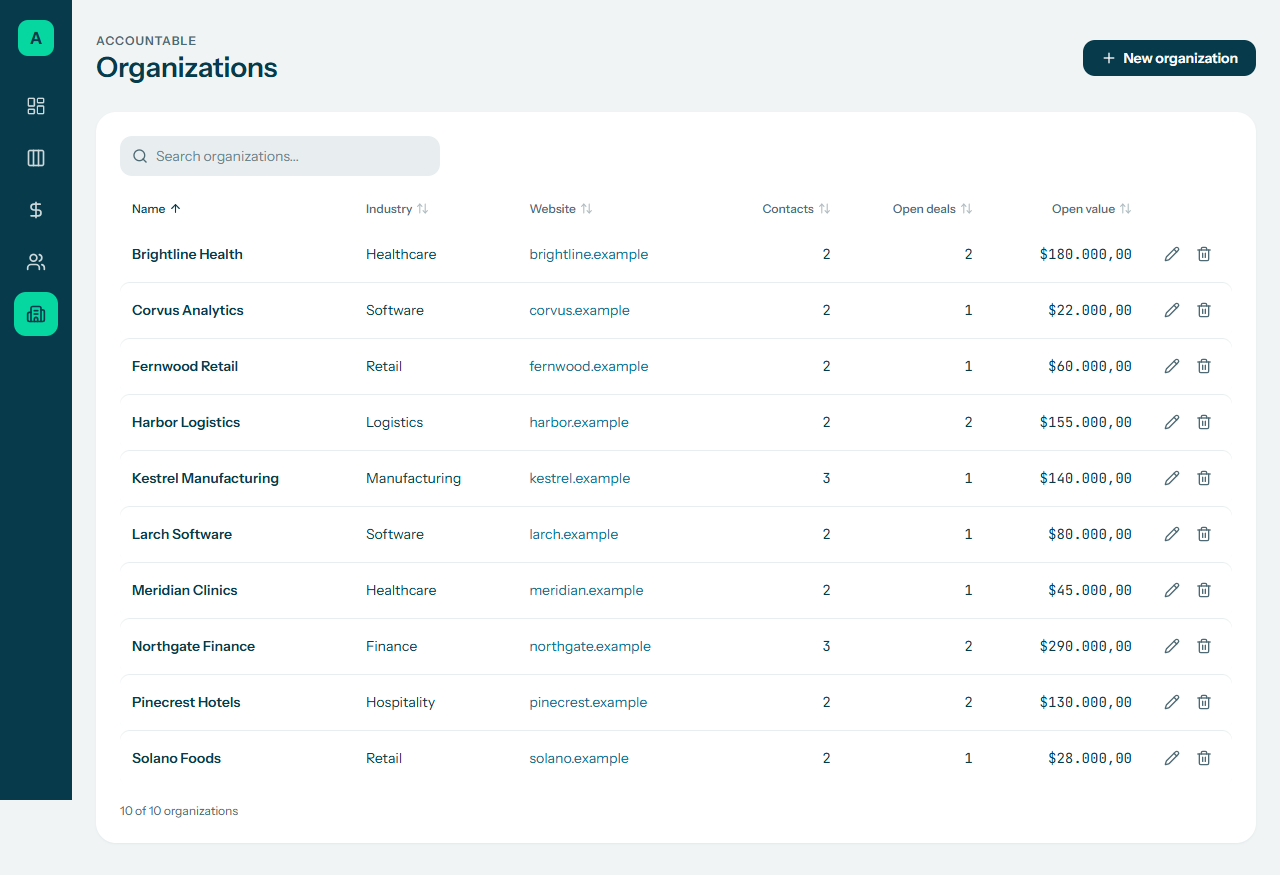 A
ACCOUNTABLE
Organizations
New organization
Search organizations...
Name Industry Website Contacts Open deals Open value
Brightline Health Healthcare brightline.example 2 2 $180.000,00
Corvus Analytics Software corvus.example 2 1 $22.000,00
Fernwood Retail Retail fernwood.example 2 1 $60.000,00
Harbor Logistics Logistics harbor.example 2 2 $155.000,00
Kestrel Manufacturing Manufacturing kestrel.example 3 1 $140.000,00
Larch Software Software larch.example 2 1 $80.000,00
Meridian Clinics Healthcare meridian.example 2 1 $45.000,00
Northgate Finance Finance northgate.example 3 2 $290.000,00
Pinecrest Hotels Hospitality pinecrest.example 2 2 $130.000,00
Solano Foods Retail solano.example 2 1 $28.000,00
10 of 10 organizations